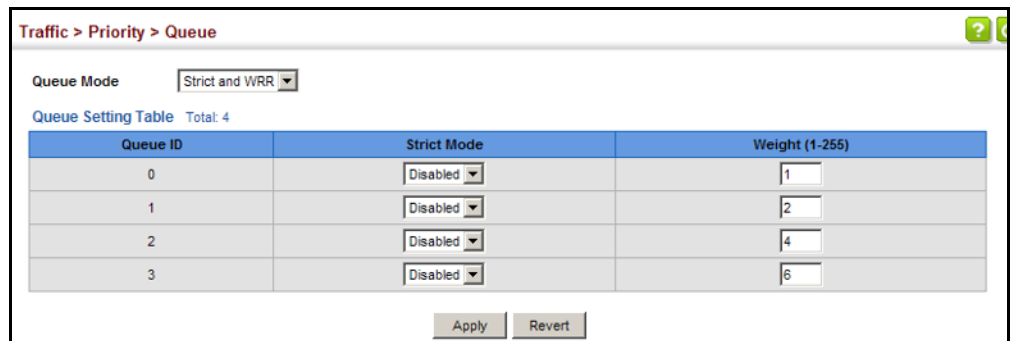 Traffic > Priority > Queue
?
Queue Mode Strict and WRR
Queue Setting Table Total: 4
Queue ID Strict Mode Weight (1-255)
0 Disabled 1
1 Disabled 2
2 Disabled 4
3 Disabled 6
Apply Revert